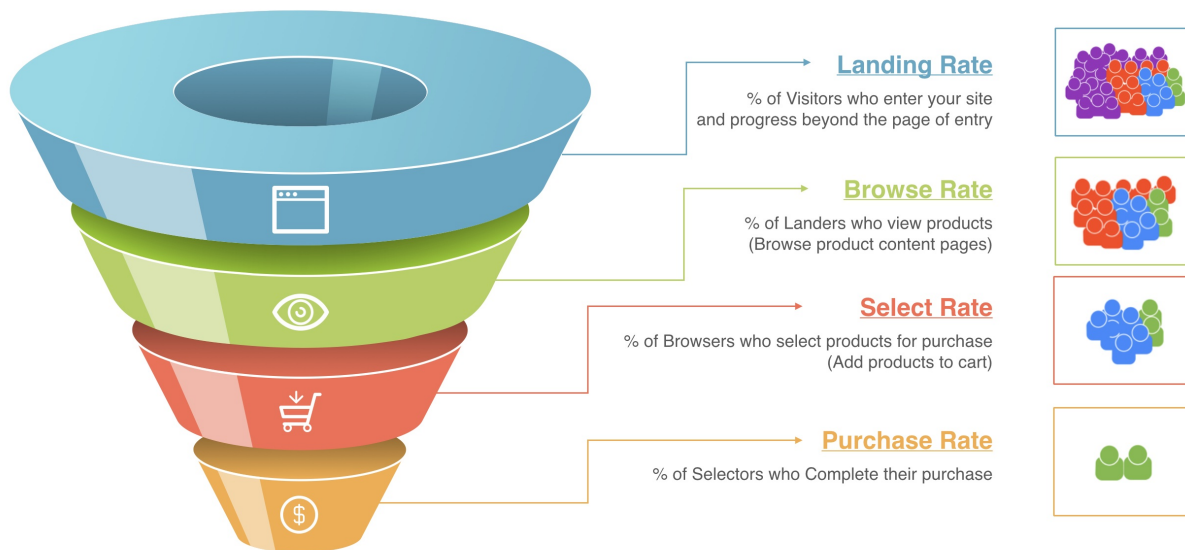 Landing Rate
% of Visitors who enter your site
and progress beyond the page of entry
Browse Rate
% of Landers who view products
(Browse product content pages)
Select Rate
% of Browsers who select products for purchase
(Add products to cart)
Purchase Rate
% of Selectors who Complete their purchase
$